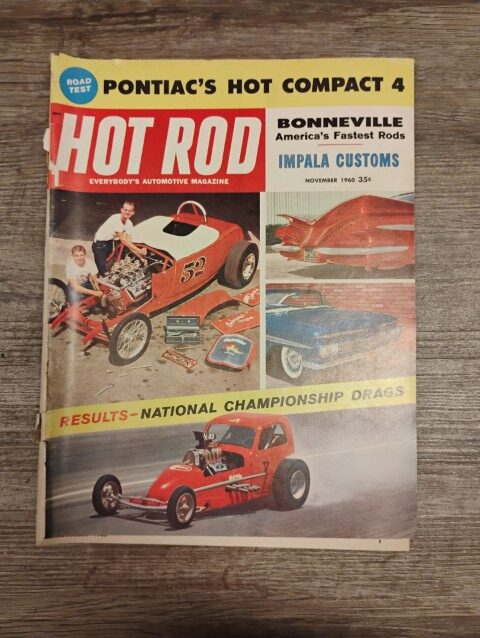 ROAD
TEST
PONTIAC'S HOT COMPACT 4
HOT ROD
EVERYBODY'S AUTOMOTIVE MAGAZINE
BONNEVILLE
America's Fastest Rods
IMPALA CUSTOMS
NOVEMBER 1960 35¢
52
RESULTS—NATIONAL CHAMPIONSHIP DRAGS